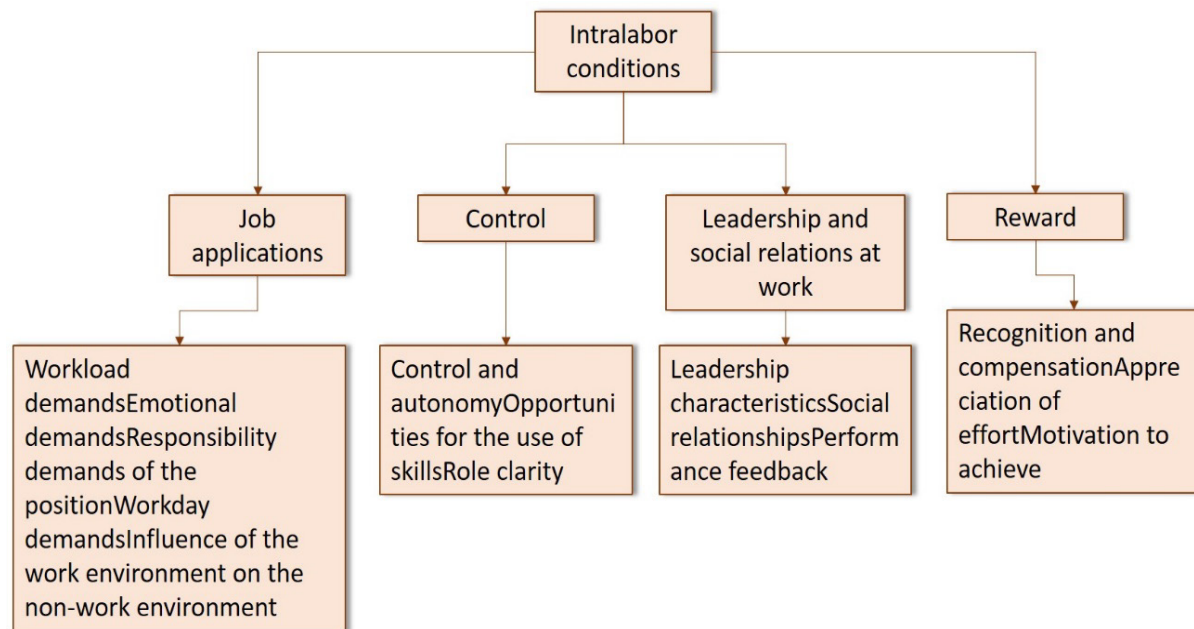 Intralabor
conditions
Job
applications
Control
Leadership and
social relations at
work
Reward
Workload
demandsEmotional
demandsResponsibility
demands of the
positionWorkday
demandsInfluence of the
work environment on the
non-work environment
Control and
autonomyOpportuni
ties for the use of
skillsRole clarity
Leadership
characteristicsSocial
relationshipsPerform
ance feedback
Recognition and
compensationAppre
ciation of
effortMotivation to
achieve